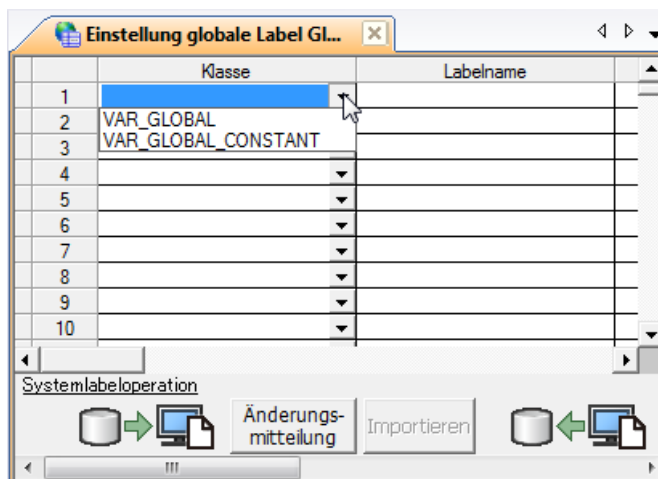 Einstellung globale Label Gl...
Klasse Labelname
1
2 VAR_GLOBAL
3 VAR_GLOBAL_CONSTANT
4
5
6
7
8
9
10
Systemlabeloperation
Änderungs-
mitteilung
Importieren